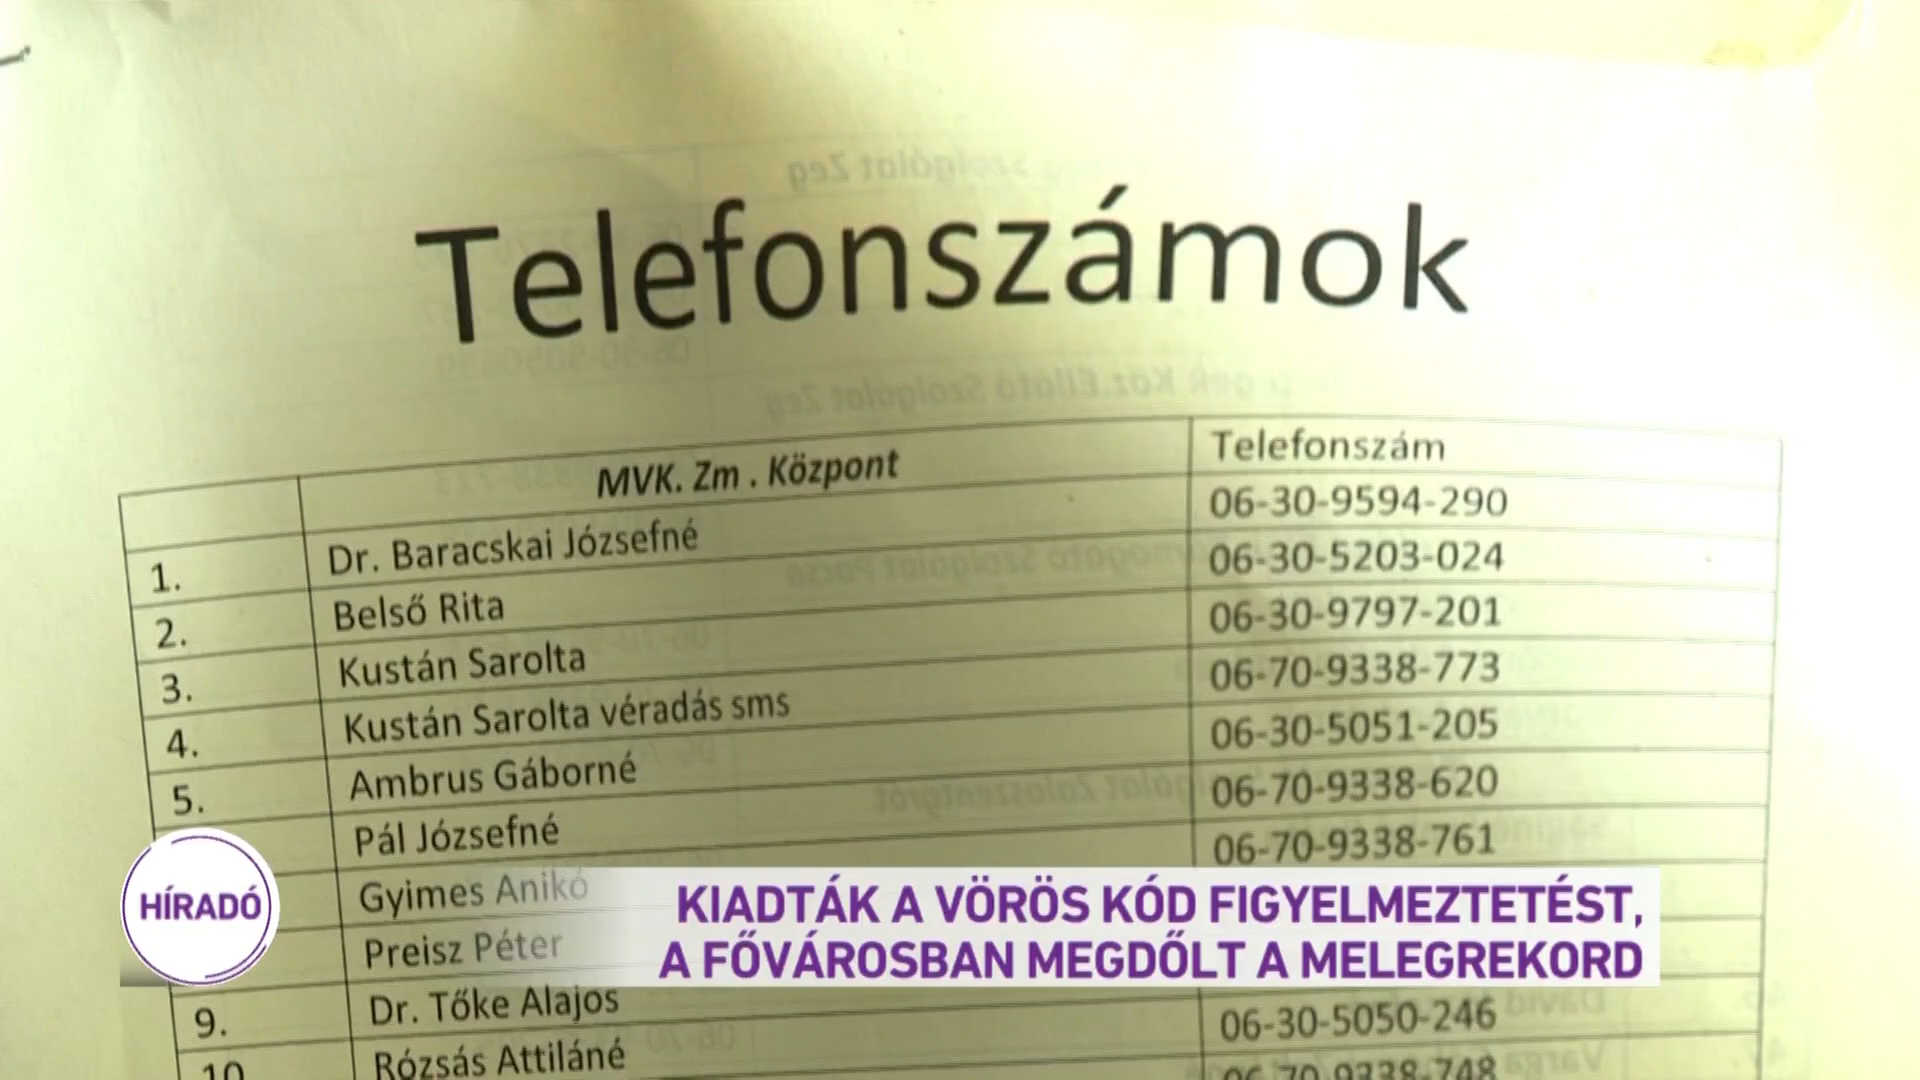 Telefonszámok
MVK. Zm . Központ Telefonszám
1. Dr. Baracskai Józsefné 06-30-9594-290
2. Belső Rita 06-30-5203-024
3. Kustán Sarolta 06-30-9797-201
4. Kustán Sarolta véradás sms 06-70-9338-773
5. Ambrus Gáborné 06-30-5051-205
Pál Józsefné 06-70-9338-620
Gyimes Anikó 06-70-9338-761
Preisz Péter
9. Dr. Tőke Alajos
10. Rózsás Attiláné 06-30-5050-246
06-70-9338-748
HÍRADÓ
KIADTÁK A VÖRÖS KÓD FIGYELMEZTETÉST,
A FŐVÁROSBAN MEGDŐLT A MELEGREKORD